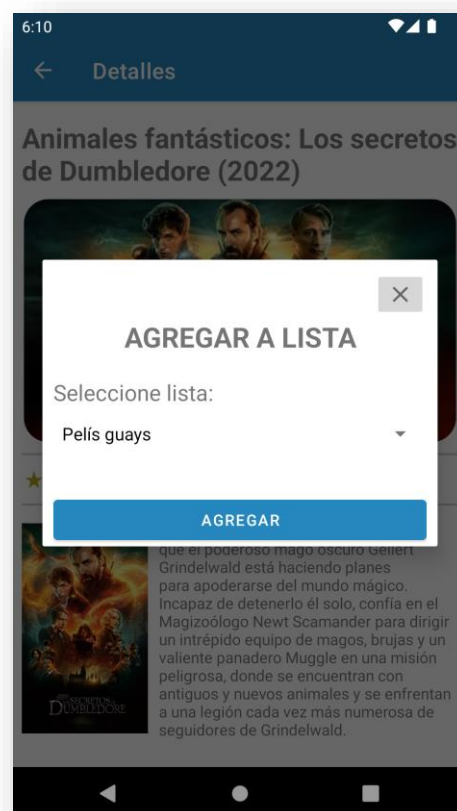 6:10
Detalles
Animales fantásticos: Los secretos
de Dumbledore (2022)
AGREGAR A LISTA
Seleccione lista:
Pelís guays
AGREGAR
que el poderoso mago oscuro Gellert
Grindelwald está haciendo planes
para apoderarse del mundo mágico.
Incapaz de detenerlo él solo, confía en el
Magizoólogo Newt Scamander para dirigir
un intrépido equipo de magos, brujas y un
valiente panadero Muggle en una misión
peligrosa, donde se encuentran con
antiguos y nuevos animales y se enfrentan
a una legión cada vez más numerosa de
seguidores de Grindelwald.
DUMBLEDORE